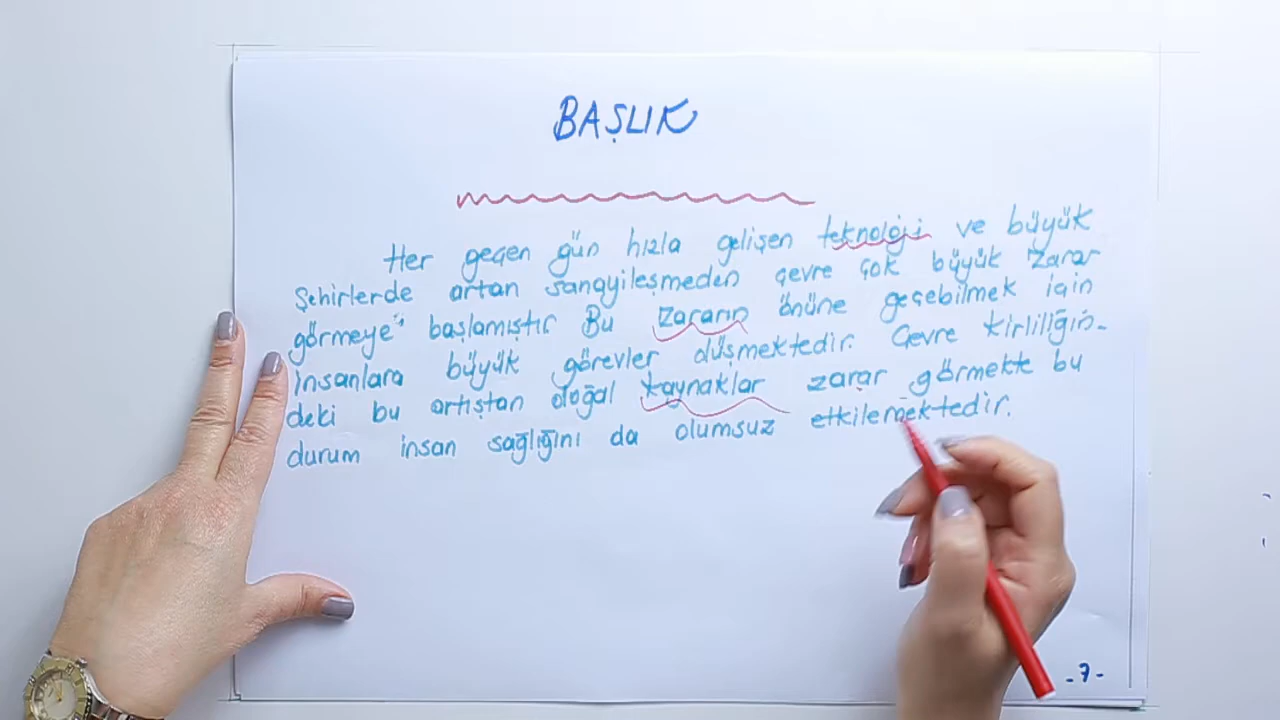 BAŞLIK
Her geçen gün hızla gelişen teknoloji ve büyük
şehirlerde artan sanayileşmeden çevre çok büyük zarar
görmeye başlamıştır Bu zararın önüne geçebilmek için
insanlara büyük görevler düşmektedir. Çevre kirliliğin-
deki bu artıştan doğal kaynaklar zarar görmekte bu
durum insan sağlığını da olumsuz etkilemektedir.
-7-